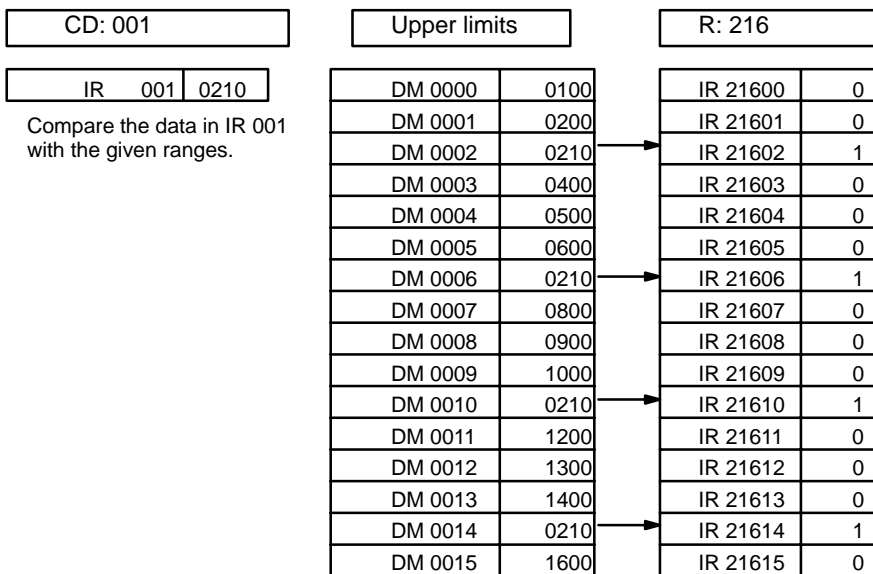 CD: 001 Upper limits R: 216
IR 001 0210 DM 0000 0100 IR 21600 0
Compare the data in IR 001 DM 0001 0200 IR 21601 0
with the given ranges. DM 0002 0210 IR 21602 1
DM 0003 0400 IR 21603 0
DM 0004 0500 IR 21604 0
DM 0005 0600 IR 21605 0
DM 0006 0210 IR 21606 1
DM 0007 0800 IR 21607 0
DM 0008 0900 IR 21608 0
DM 0009 1000 IR 21609 0
DM 0010 0210 IR 21610 1
DM 0011 1200 IR 21611 0
DM 0012 1300 IR 21612 0
DM 0013 1400 IR 21613 0
DM 0014 0210 IR 21614 1
DM 0015 1600 IR 21615 0